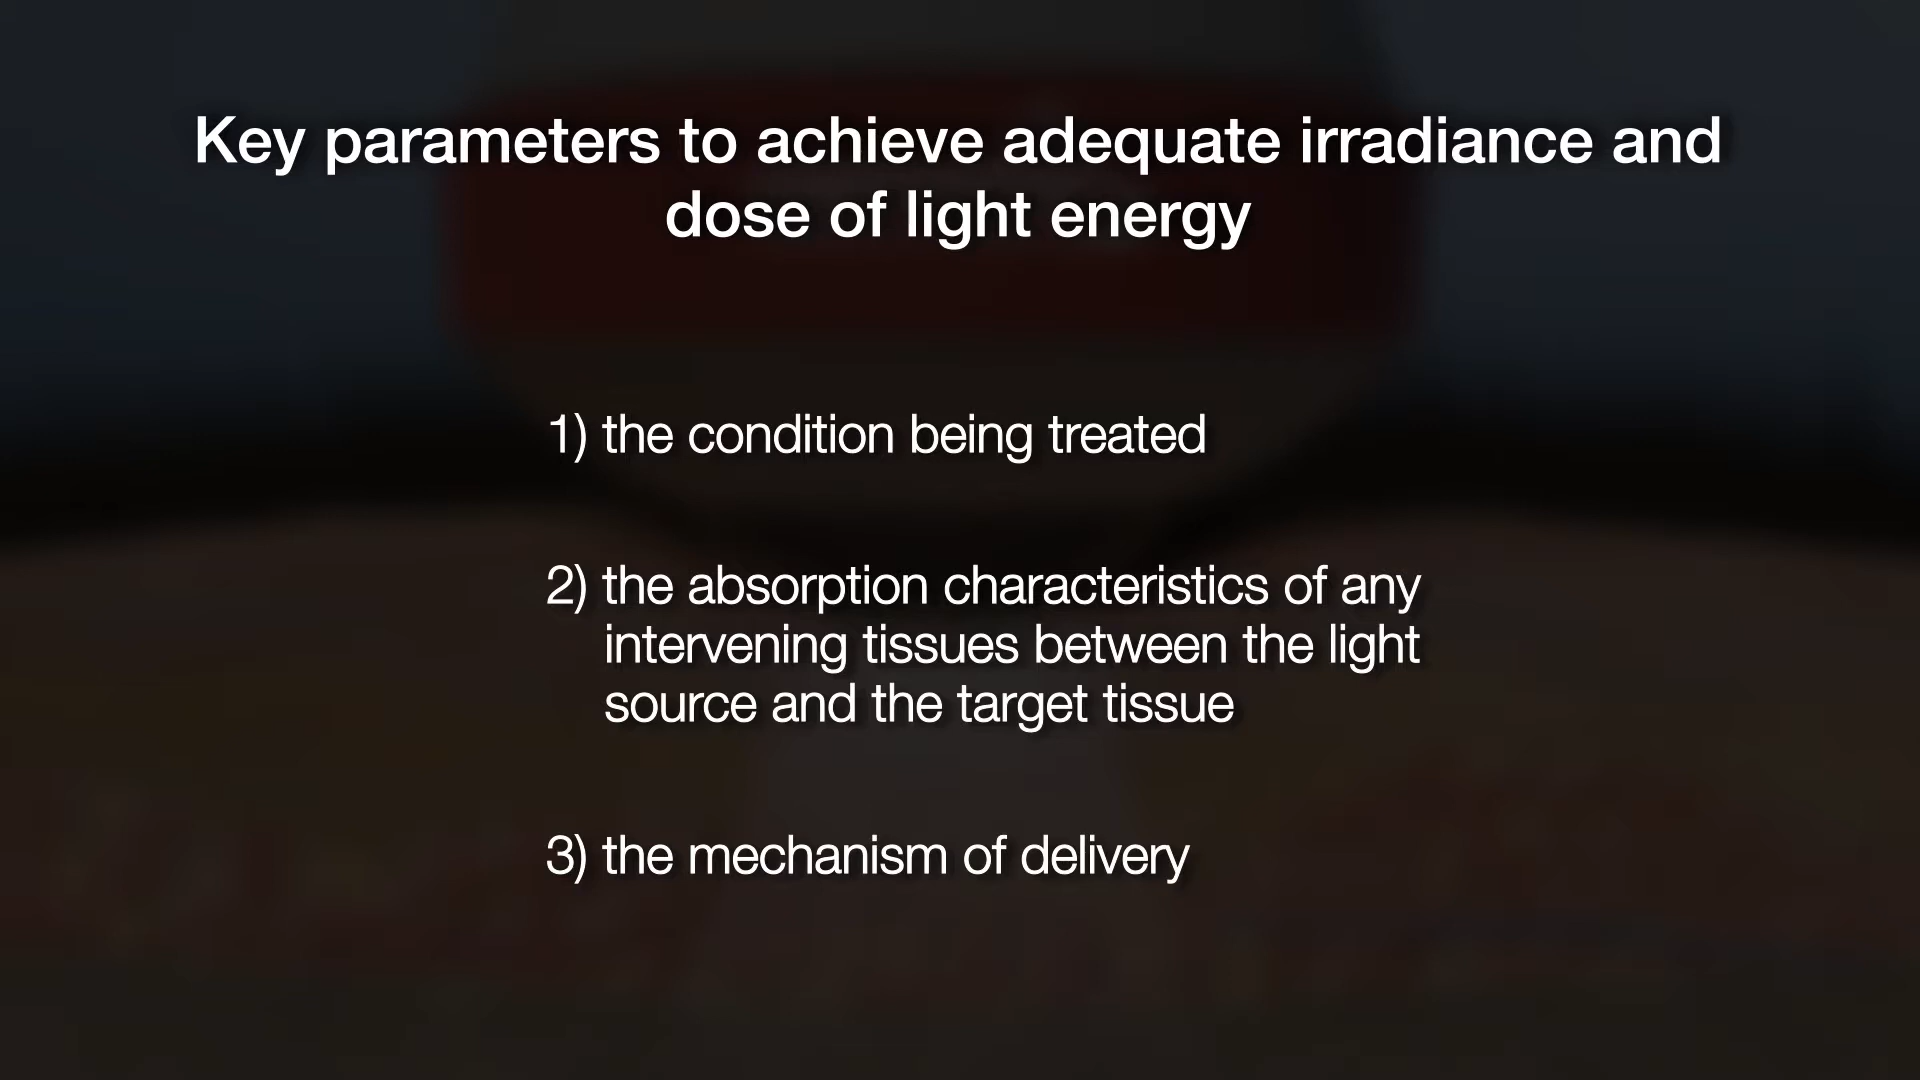 Key parameters to achieve adequate irradiance and
dose of light energy
1) the condition being treated
2) the absorption characteristics of any
intervening tissues between the light
source and the target tissue
3) the mechanism of delivery